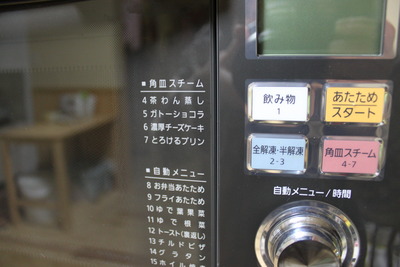 ■ 角皿スチーム
4 茶わん蒸し
5 ガトーショコラ
6 濃厚チーズケーキ
7 とろけるプリン
■ 自動メニュー
8 お弁当あたため
9 フライあたため
10 ゆで葉果菜
11 ゆで根菜
12 トースト(裏返し)
13 チルドピザ
14 グラタン
15 ホイル
飲み物
1
あたため
スタート
全解凍・半解凍
2・3
角皿スチーム
4-7
自動メニュー/時間